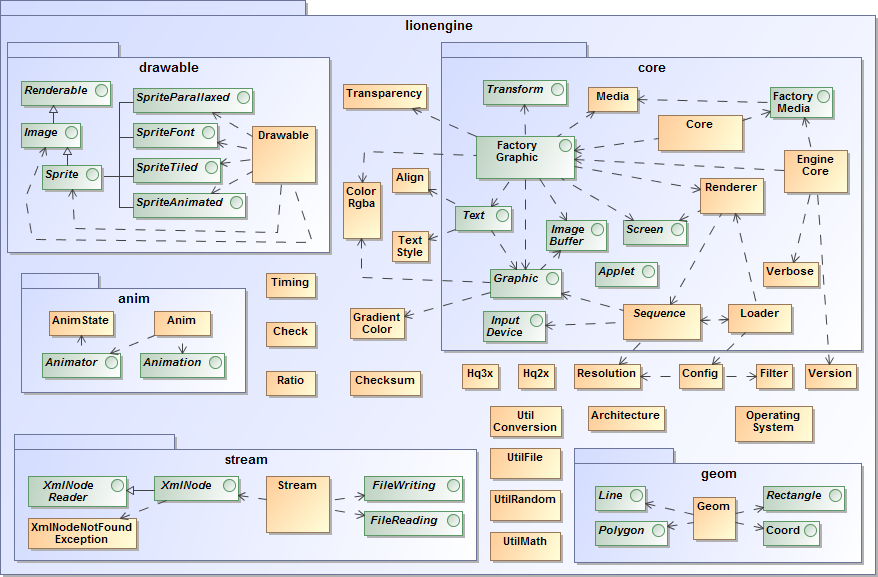 lionengine
drawable
Renderable
Image
Sprite
SpriteParallaxed
SpriteFont
SpriteTiled
SpriteAnimated
Drawable
Transparency
Color
Rgba
Align
Text
Style
Gradient
Color
core
Transform
Media
Factory
Media
Core
Factory
Graphic
Engine
Core
Renderer
Text
Image
Buffer
Screen
Graphic
Applet
Verbose
Input
Device
Sequence
Loader
anim
AnimState
Anim
Animator
Animation
Timing
Check
Ratio
Checksum
Hq3x
Hq2x
Resolution
Config
Filter
Version
Util
Conversion
Architecture
Operating
System
UtilFile
UtilRandom
UtilMath
stream
XmlNode
Reader
XmlNode
Stream
FileWriting
FileReading
XmlNodeNotFound
Exception
geom
Line
Polygon
Geom
Rectangle
Coord